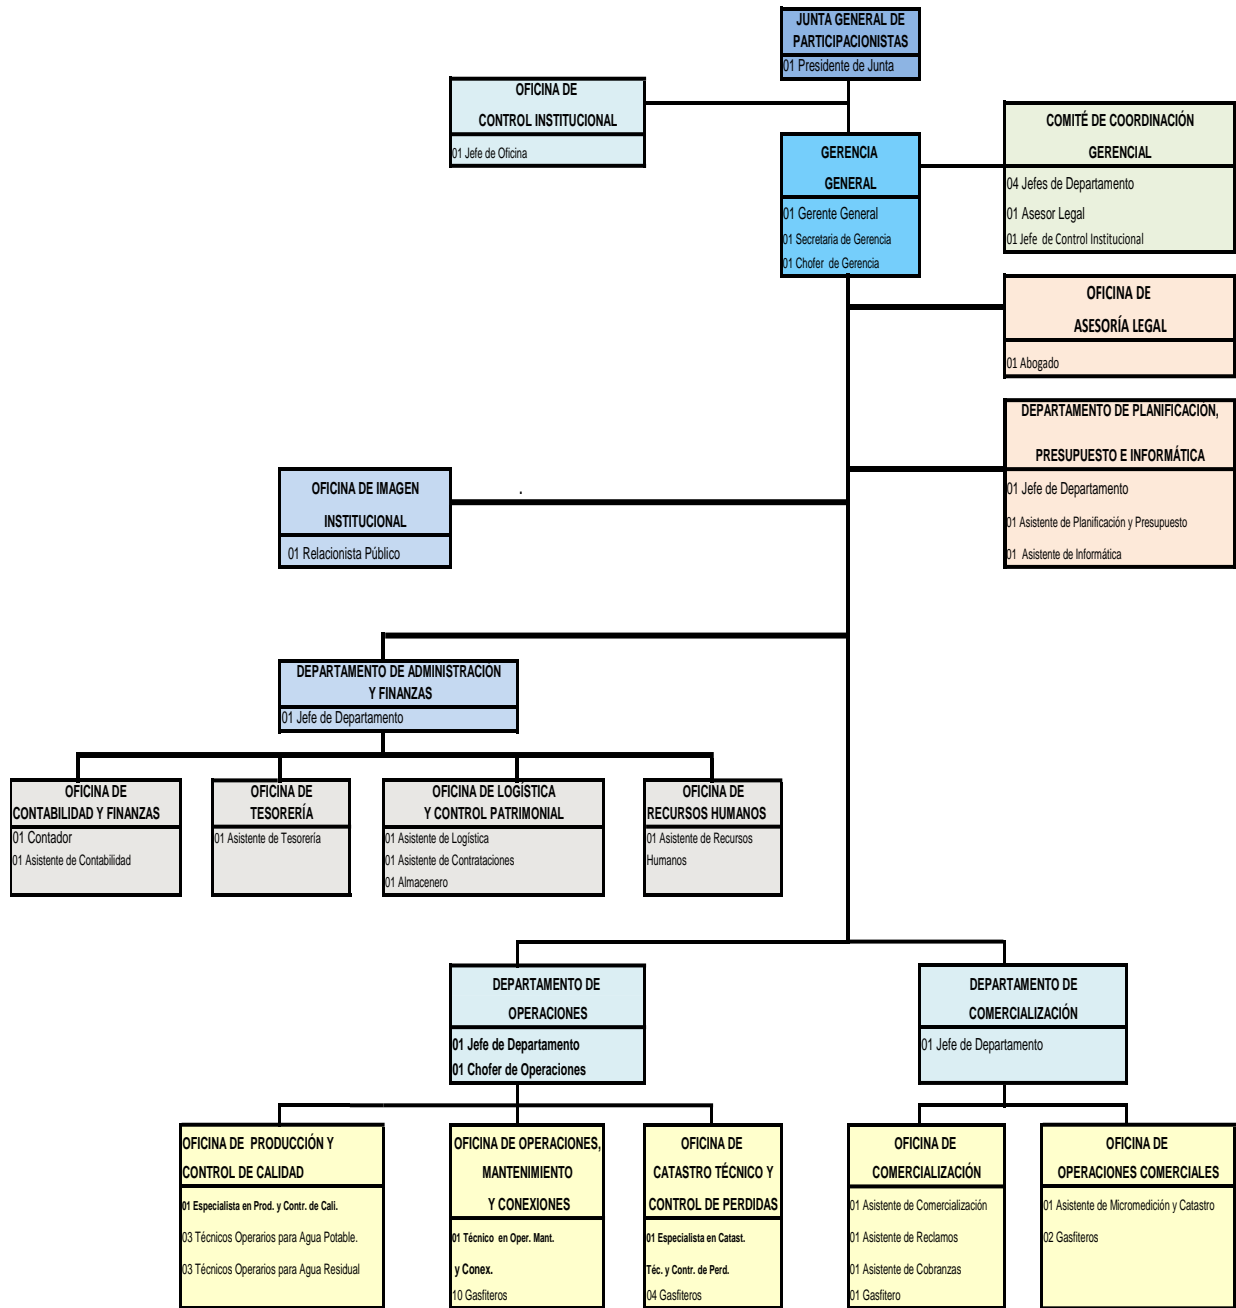 JUNTA GENERAL DE
PARTICIPACIONISTAS
01 Presidente de Junta
OFICINA DE
CONTROL INSTITUCIONAL
01 Jefe de Oficina
GERENCIA
GENERAL
01 Gerente General
01 Secretaria de Gerencia
01 Chofer de Gerencia
COMITÉ DE COORDINACIÓN
GERENCIAL
04 Jefes de Departamento
01 Asesor Legal
01 Jefe de Control Institucional
OFICINA DE
ASESORÍA LEGAL
01 Abogado
DEPARTAMENTO DE PLANIFICACIÓN,
PRESUPUESTO E INFORMÁTICA
01 Jefe de Departamento
01 Asistente de Planificación y Presupuesto
01 Asistente de Informática
OFICINA DE IMAGEN
INSTITUCIONAL
01 Relacionista Público
.
DEPARTAMENTO DE ADMINISTRACIÓN
Y FINANZAS
01 Jefe de Departamento
OFICINA DE
CONTABILIDAD Y FINANZAS
01 Contador
01 Asistente de Contabilidad
OFICINA DE
TESORERÍA
01 Asistente de Tesorería
OFICINA DE LOGÍSTICA
Y CONTROL PATRIMONIAL
01 Asistente de Logística
01 Asistente de Contrataciones
01 Almacenero
OFICINA DE
RECURSOS HUMANOS
01 Asistente de Recursos
Humanos
DEPARTAMENTO DE
OPERACIONES
01 Jefe de Departamento
01 Chofer de Operaciones
DEPARTAMENTO DE
COMERCIALIZACIÓN
01 Jefe de Departamento
OFICINA DE PRODUCCIÓN Y
CONTROL DE CALIDAD
01 Especialista en Prod. y Contr. de Cali.
03 Técnicos Operarios para Agua Potable.
03 Técnicos Operarios para Agua Residual
OFICINA DE OPERACIONES,
MANTENIMIENTO
Y CONEXIONES
01 Técnico en Oper. Mant.
y Conex.
10 Gasfiteros
OFICINA DE
CATASTRO TÉCNICO Y
CONTROL DE PERDIDAS
01 Especialista en Catast.
Téc. y Contr. de Perd.
04 Gasfiteros
OFICINA DE
COMERCIALIZACIÓN
01 Asistente de Comercialización
01 Asistente de Reclamos
01 Asistente de Cobranzas
01 Gasfitero
OFICINA DE
OPERACIONES COMERCIALES
01 Asistente de Micromedición y Catastro
02 Gasfiteros